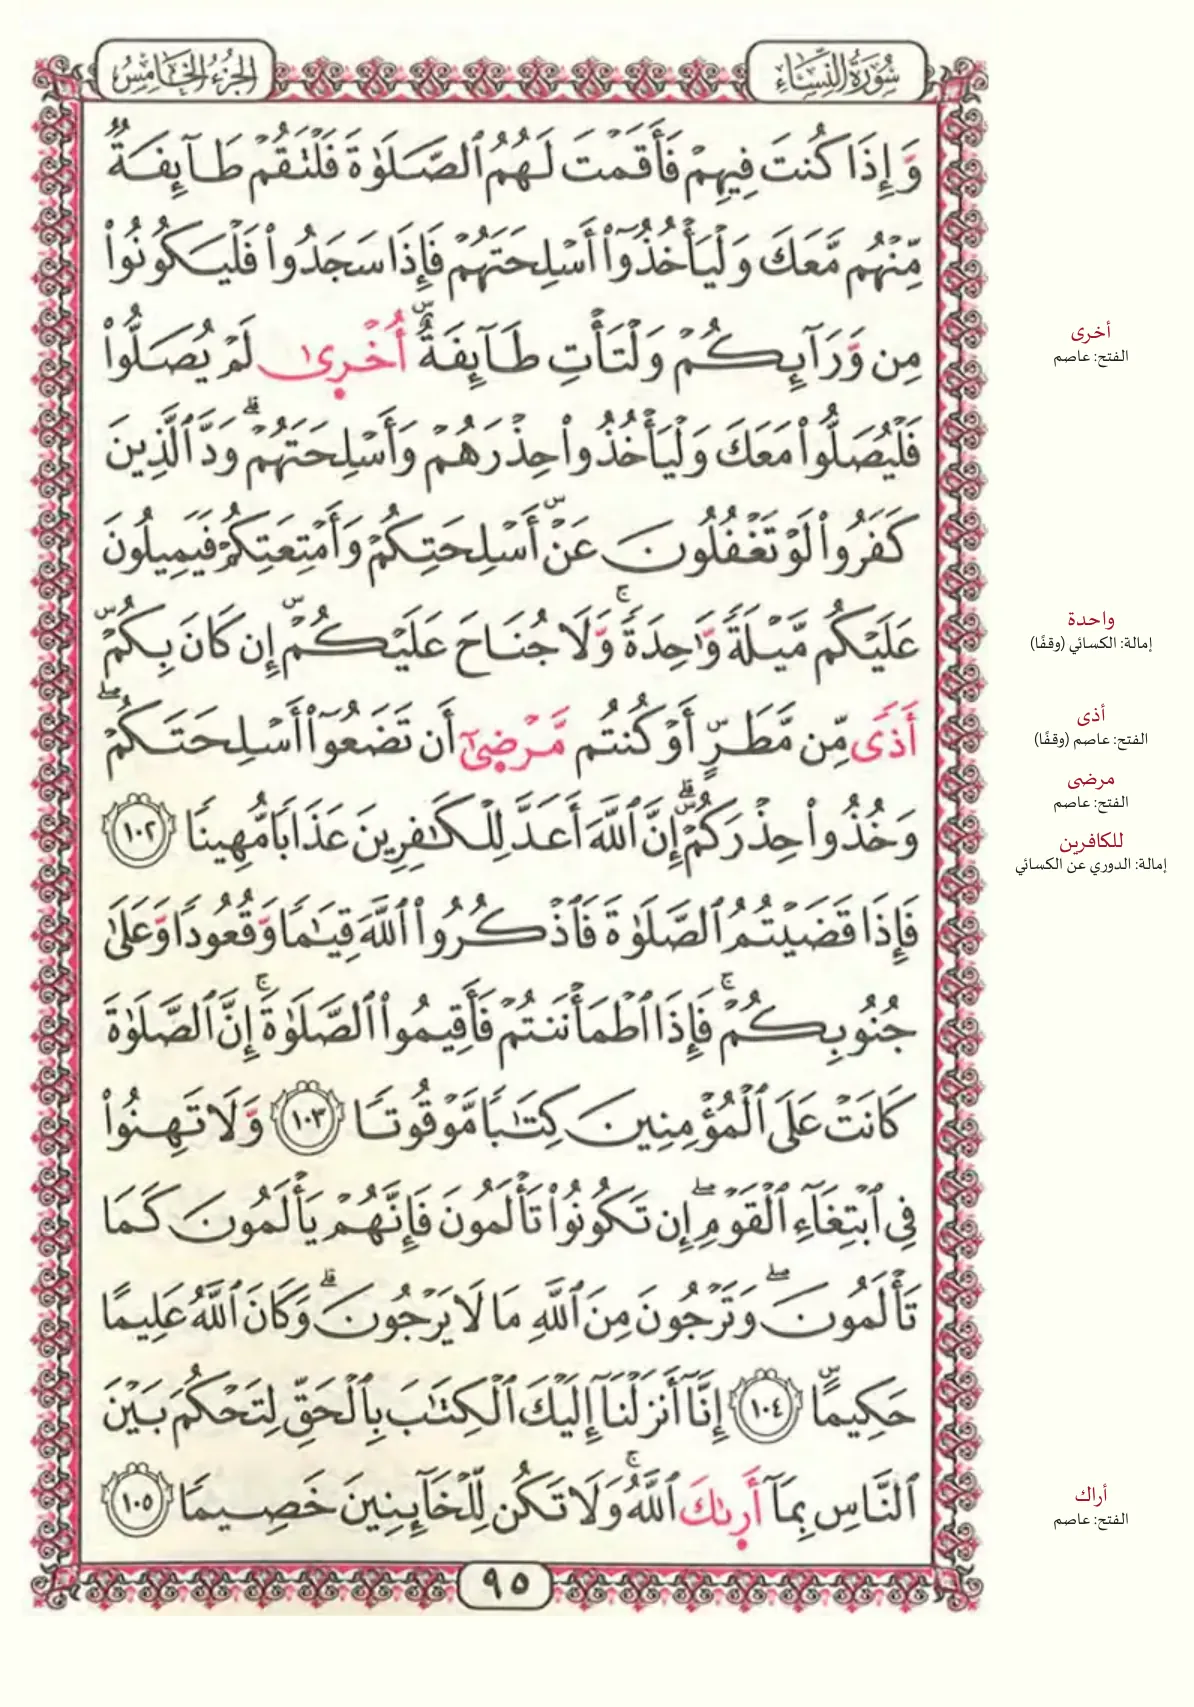 سُورَةُ النِّسَاءِ
الجُزْءُ الخَامِسُ
وَإِذَا كُنتَ فِيهِمْ فَأَقَمْتَ لَهُمُ ٱلصَّلَوٰةَ فَلْتَقُمْ طَآئِفَةٌ
مِّنْهُم مَّعَكَ وَلْيَأْخُذُوٓا۟ أَسْلِحَتَهُمْ فَإِذَا سَجَدُوا۟ فَلْيَكُونُوا۟
مِن وَرَآئِكُمْ وَلْتَأْتِ طَآئِفَةٌ أُخْرِىٰ لَمْ يُصَلُّوا۟
أخرى
الفتح: عاصم
فَلْيُصَلُّوا۟ مَعَكَ وَلْيَأْخُذُوا۟ حِذْرَهُمْ وَأَسْلِحَتَهُمْ ۗ وَدَّ ٱلَّذِينَ
كَفَرُوا۟ لَوْ تَغْفُلُونَ عَنْ أَسْلِحَتِكُمْ وَأَمْتِعَتِكُمْ فَيَمِيلُونَ
عَلَيْكُم مَّيْلَةً وَٰحِدَةً ۚ وَلَا جُنَاحَ عَلَيْكُمْ إِن كَانَ بِكُمْ
واحدة
إمالة: الكسائي (وقفًا)
أَذًى مِّن مَّطَرٍ أَوْ كُنتُم مَّرْضِىٰٓ أَن تَضَعُوٓا۟ أَسْلِحَتَكُمْ ۖ
أذى
الفتح: عاصم (وقفًا)
مرضى
الفتح: عاصم
وَخُذُوا۟ حِذْرَكُمْ ۗ إِنَّ ٱللَّهَ أَعَدَّ لِلْكَٰفِرِينَ عَذَابًا مُّهِينًا ١٠٢
للكافرين
إمالة: الدوري عن الكسائي
فَإِذَا قَضَيْتُمُ ٱلصَّلَوٰةَ فَٱذْكُرُوا۟ ٱللَّهَ قِيَٰمًا وَقُعُودًا وَعَلَىٰ
جُنُوبِكُمْ ۚ فَإِذَا ٱطْمَأْنَنتُمْ فَأَقِيمُوا۟ ٱلصَّلَوٰةَ ۚ إِنَّ ٱلصَّلَوٰةَ
كَانَتْ عَلَى ٱلْمُؤْمِنِينَ كِتَٰبًا مَّوْقُوتًا ١٠٣ وَلَا تَهِنُوا۟
فِى ٱبْتِغَآءِ ٱلْقَوْمِ ۖ إِن تَكُونُوا۟ تَأْلَمُونَ فَإِنَّهُمْ يَأْلَمُونَ كَمَا
تَأْلَمُونَ ۖ وَتَرْجُونَ مِنَ ٱللَّهِ مَا لَا يَرْجُونَ ۗ وَكَانَ ٱللَّهُ عَلِيمًا
حَكِيمًا ١٠٤ إِنَّآ أَنزَلْنَآ إِلَيْكَ ٱلْكِتَٰبَ بِٱلْحَقِّ لِتَحْكُمَ بَيْنَ
ٱلنَّاسِ بِمَآ أَرِىٰكَ ٱللَّهُ ۚ وَلَا تَكُن لِّلْخَآئِنِينَ خَصِيمًا ١٠٥
أراك
الفتح: عاصم
٩٥